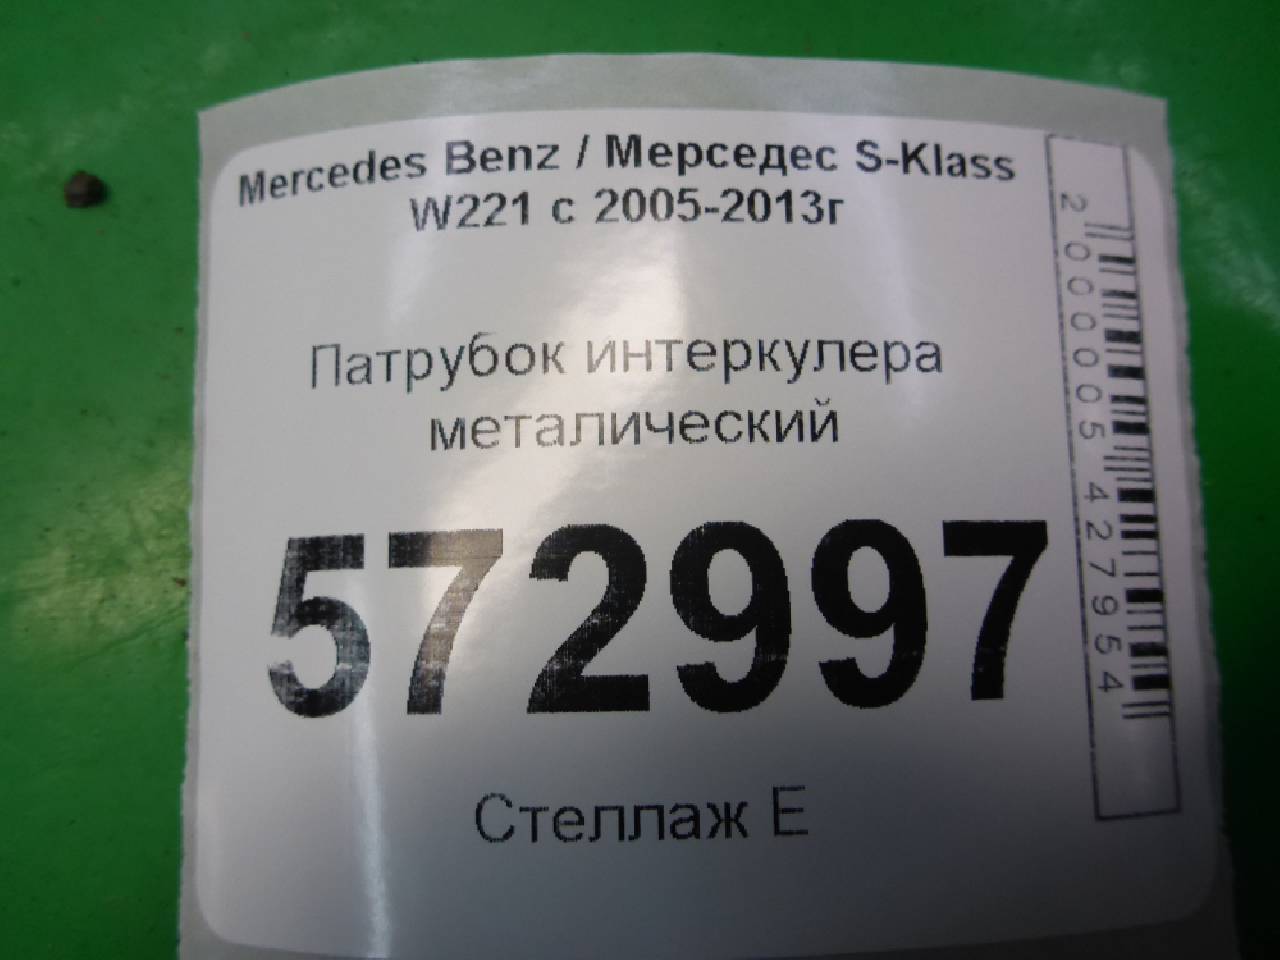 Mercedes Benz / Мерседес S-Klass
W221 с 2005-2013г
Патрубок интеркулера
металический
572997
Стеллаж Е
2000005427954